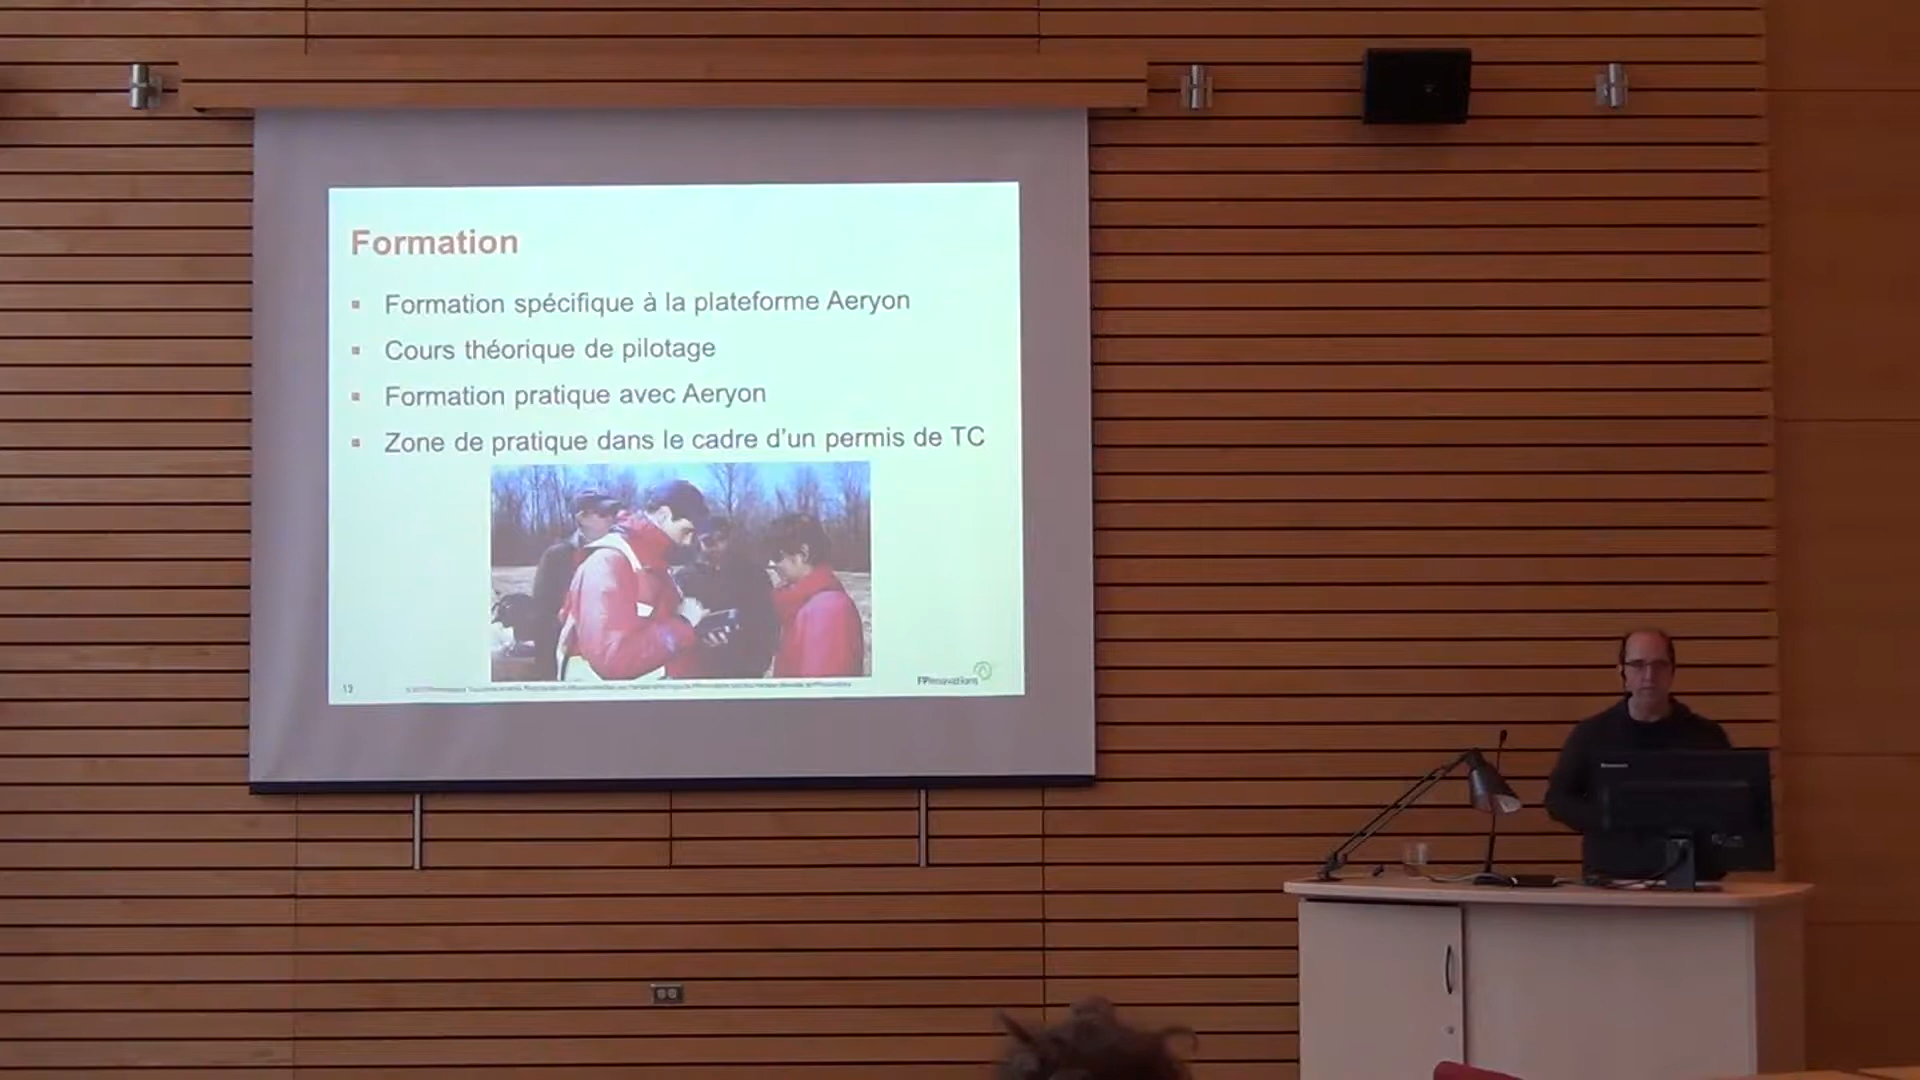 Formation
Formation spécifique à la plateforme Aeryon
Cours théorique de pilotage
Formation pratique avec Aeryon
Zone de pratique dans le cadre d'un permis de TC
13
FPInnovations